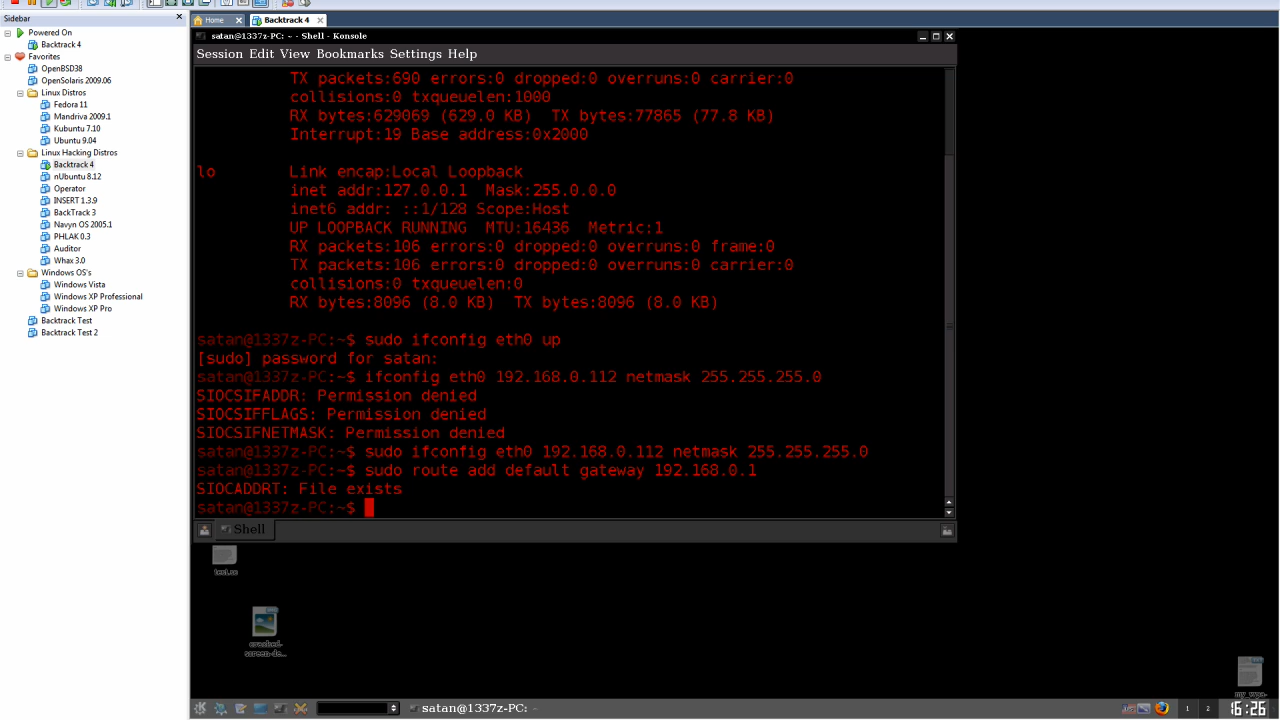 Sidebar
Powered On
Backtrack 4
Favorites
OpenBSD38
OpenSolaris 2009.06
Linux Distros
Fedora 11
Mandriva 2009.1
Kubuntu 7.10
Ubuntu 9.04
Linux Hacking Distros
Backtrack 4
nUbuntu 8.12
Operator
INSERT 1.3.9
BackTrack 3
Navyn OS 2005.1
PHLAK 0.3
Auditor
Whax 3.0
Windows OS's
Windows Vista
Windows XP Professional
Windows XP Pro
Backtrack Test
Backtrack Test 2
Home
Backtrack 4
satan@1337z-PC: ~ - Shell - Konsole
Session Edit View Bookmarks Settings Help
TX packets:690 errors:0 dropped:0 overruns:0 carrier:0
collisions:0 txqueuelen:1000
RX bytes:629069 (629.0 KB)  TX bytes:77865 (77.8 KB)
Interrupt:19 Base address:0x2000
lo        Link encap:Local Loopback
inet addr:127.0.0.1  Mask:255.0.0.0
inet6 addr: ::1/128 Scope:Host
UP LOOPBACK RUNNING  MTU:16436  Metric:1
RX packets:106 errors:0 dropped:0 overruns:0 frame:0
TX packets:106 errors:0 dropped:0 overruns:0 carrier:0
collisions:0 txqueuelen:0
RX bytes:8096 (8.0 KB)  TX bytes:8096 (8.0 KB)
satan@1337z-PC:~$ sudo ifconfig eth0 up
[sudo] password for satan:
satan@1337z-PC:~$ ifconfig eth0 192.168.0.112 netmask 255.255.255.0
SIOCSIFADDR: Permission denied
SIOCSIFFLAGS: Permission denied
SIOCSIFNETMASK: Permission denied
satan@1337z-PC:~$ sudo ifconfig eth0 192.168.0.112 netmask 255.255.255.0
satan@1337z-PC:~$ sudo route add default gateway 192.168.0.1
SIOCADDRT: File exists
satan@1337z-PC:~$
Shell
satan@1337z-PC: ~
1
2
16:26